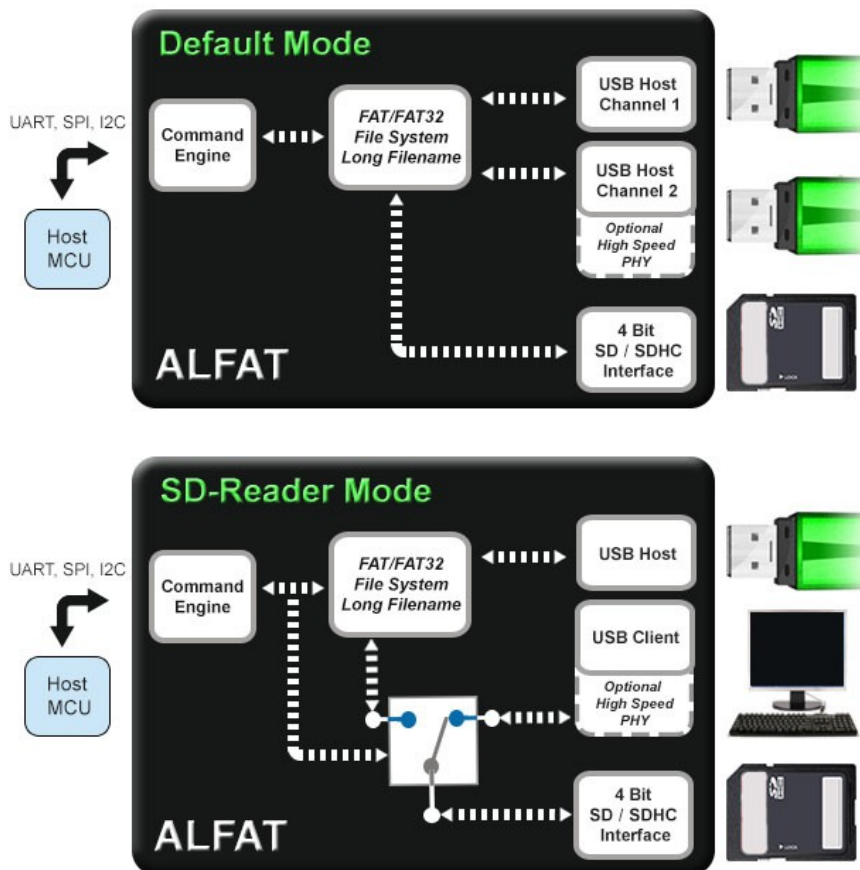 Default Mode
UART, SPI, I2C
Host
MCU
Command
Engine
FAT/FAT32
File System
Long Filename
USB Host
Channel 1
USB Host
Channel 2
Optional
High Speed
PHY
4 Bit
SD / SDHC
Interface
ALFAT
LOCK
SD-Reader Mode
UART, SPI, I2C
Host
MCU
Command
Engine
FAT/FAT32
File System
Long Filename
USB Host
USB Client
Optional
High Speed
PHY
4 Bit
SD / SDHC
Interface
ALFAT
LOCK